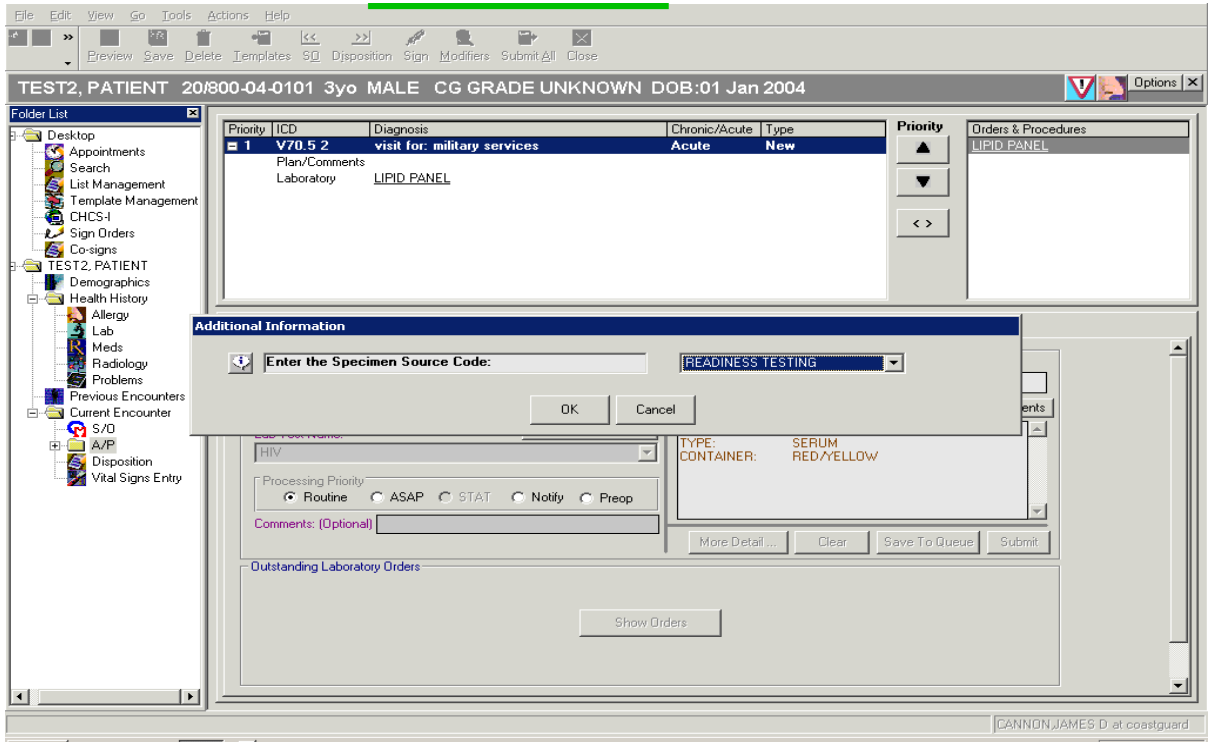 File Edit View Go Tools Actions Help
Preview Save Delete Templates SO Disposition Sign Modifiers Submit All Close
TEST2, PATIENT 20/800-04-0101 3yo MALE CG GRADE UNKNOWN DOB:01 Jan 2004
Options
Folder List
Desktop
Appointments
Search
List Management
Template Management
CHCS-I
Sign Orders
Co-signs
TEST2, PATIENT
Demographics
Health History
Allergy
Lab
Meds
Radiology
Problems
Previous Encounters
Current Encounter
S/O
A/P
Disposition
Vital Signs Entry
Priority ICD Diagnosis Chronic/Acute Type
1 V70.5 2 visit for: military services Acute New
Plan/Comments
Laboratory LIPID PANEL
Priority
< >
Orders & Procedures
LIPID PANEL
Additional Information
Enter the Specimen Source Code: READINESS TESTING
OK Cancel
HIV
Processing Priority
Routine ASAP STAT Notify Preop
Comments: (Optional)
TYPE: SERUM
CONTAINER: RED/YELLOW
More Detail ... Clear Save To Queue Submit
Outstanding Laboratory Orders
Show Orders
CANNON,JAMES D at coastguard